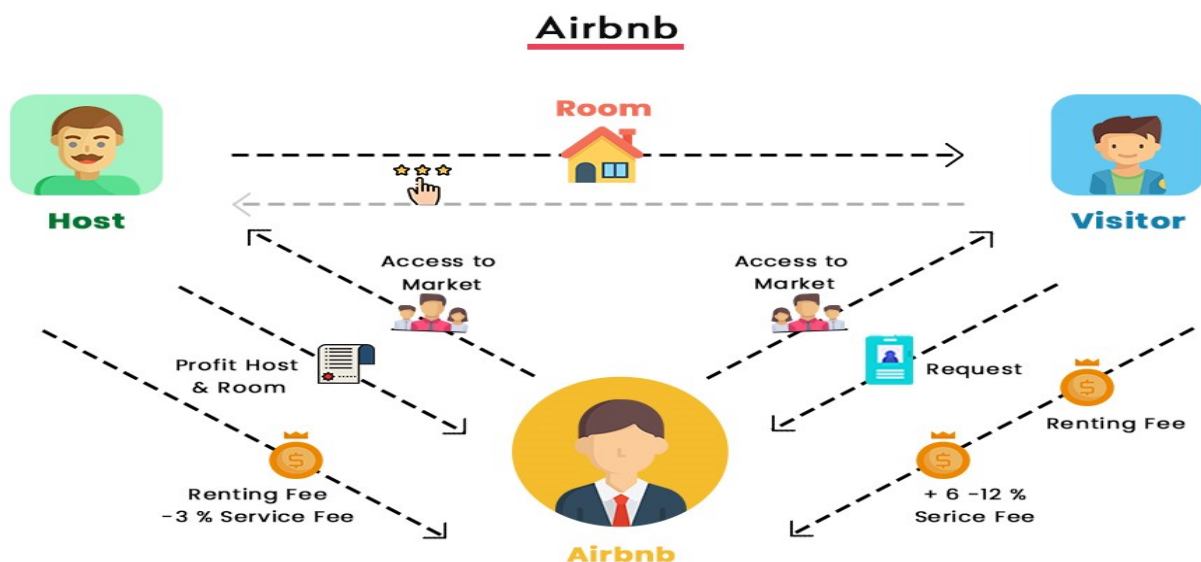 Airbnb
Room
Host
Visitor
Access to
Market
Access to
Market
Profit Host
& Room
Request
Renting Fee
Renting Fee
-3 % Service Fee
+ 6 -12 %
Serice Fee
Airbnb